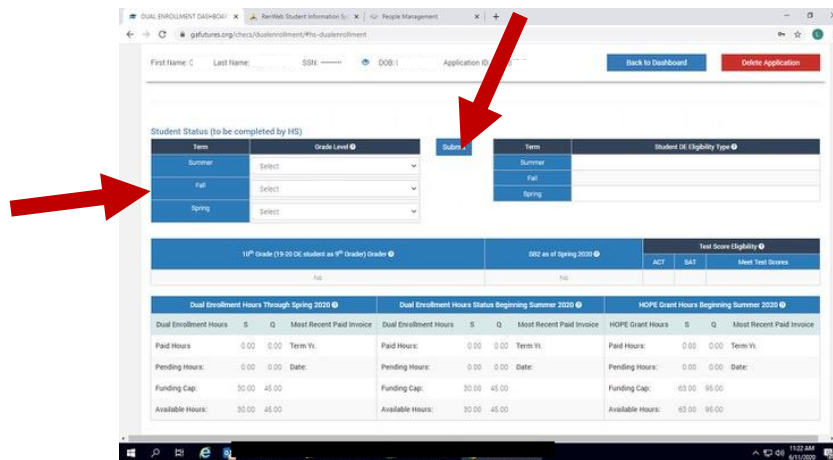 DUAL ENROLLMENT DASHBOAR
RenWeb Student Information Sy
People Management
gafutures.org/checs/dualenrollment/#hs-dualenrollment
First Name: Last Name: SSN: DOB: Application ID
Back to Dashboard
Delete Application
Student Status (to be completed by HS)
Term Grade Level
Summer Select
Fall Select
Spring Select
Submit
Term Student DE Eligibility Type
Summer
Fall
Spring
10th Grade (19-20 DE student as 9th Grader) Grader
SB2 as of Spring 2020
Test Score Eligibility
ACT SAT Meet Test Scores
No No
Dual Enrollment Hours Through Spring 2020
Dual Enrollment Hours Status Beginning Summer 2020
HOPE Grant Hours Beginning Summer 2020
Dual Enrollment Hours S Q Most Recent Paid Invoice Dual Enrollment Hours S Q Most Recent Paid Invoice HOPE Grant Hours S Q Most Recent Paid Invoice
Paid Hours 0.00 0.00 Term Yr. Paid Hours: 0.00 0.00 Term Yr. Paid Hours: 0.00 0.00 Term Yr.
Pending Hours: 0.00 0.00 Date: Pending Hours: 0.00 0.00 Date: Pending Hours: 0.00 0.00 Date:
Funding Cap: 30.00 45.00 Funding Cap: 30.00 45.00 Funding Cap: 63.00 95.00
Available Hours: 30.00 45.00 Available Hours: 30.00 45.00 Available Hours: 63.00 95.00
11:22 AM
6/11/2020